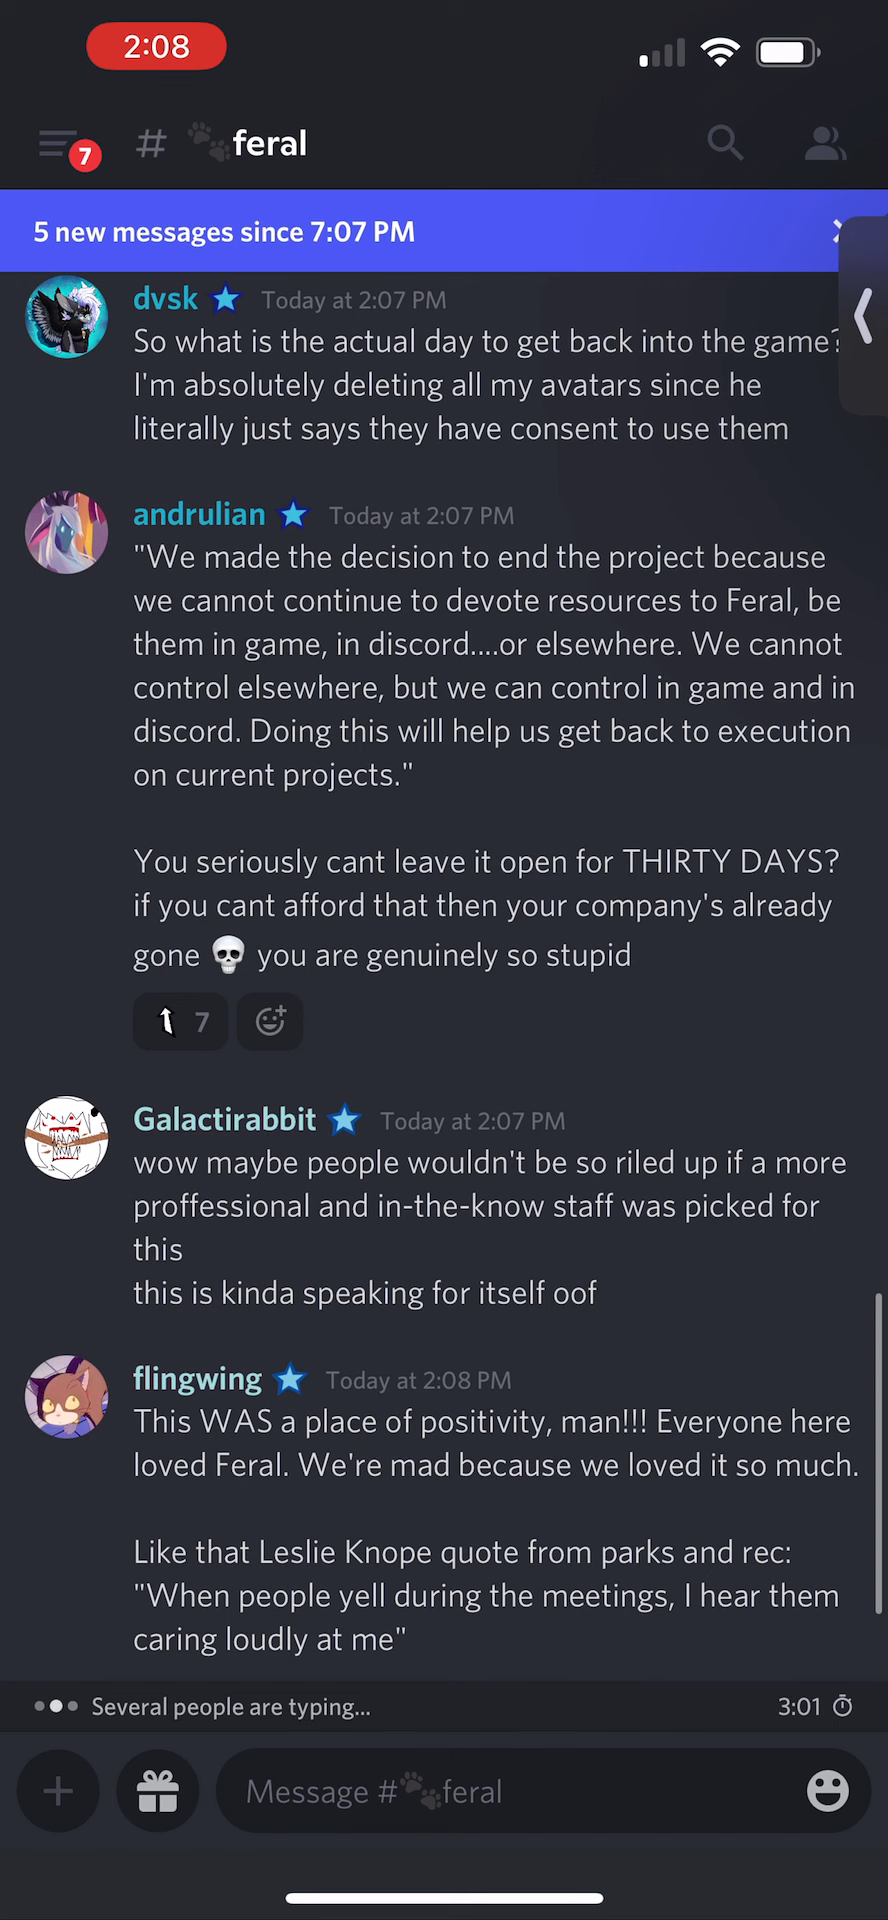 2:08
7
# feral
5 new messages since 7:07 PM
dvsk Today at 2:07 PM
So what is the actual day to get back into the game?
I'm absolutely deleting all my avatars since he
literally just says they have consent to use them
andrulian Today at 2:07 PM
"We made the decision to end the project because
we cannot continue to devote resources to Feral, be
them in game, in discord....or elsewhere. We cannot
control elsewhere, but we can control in game and in
discord. Doing this will help us get back to execution
on current projects."
You seriously cant leave it open for THIRTY DAYS?
if you cant afford that then your company's already
gone 💀 you are genuinely so stupid
7
Galactirabbit Today at 2:07 PM
wow maybe people wouldn't be so riled up if a more
proffessional and in-the-know staff was picked for
this
this is kinda speaking for itself oof
flingwing Today at 2:08 PM
This WAS a place of positivity, man!!! Everyone here
loved Feral. We're mad because we loved it so much.
Like that Leslie Knope quote from parks and rec:
"When people yell during the meetings, I hear them
caring loudly at me"
Several people are typing... 3:01
Message #🐾feral